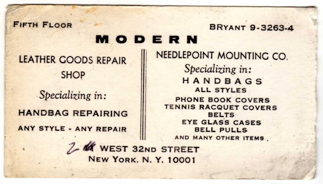 Fifth Floor
Bryant 9-3263-4
MODERN
LEATHER GOODS REPAIR
SHOP
Specializing in:
HANDBAG REPAIRING
ANY STYLE - ANY REPAIR
NEEDLEPOINT MOUNTING CO.
Specializing in:
HANDBAGS
ALL STYLES
PHONE BOOK COVERS
TENNIS RACQUET COVERS
BELTS
EYE GLASS CASES
BELL PULLS
AND MANY OTHER ITEMS
WEST 32ND STREET
New York, N. Y. 10001